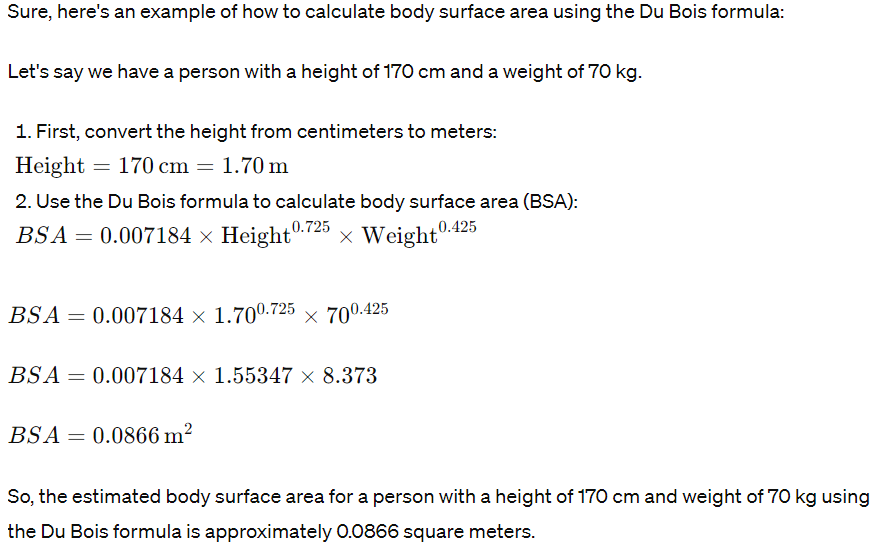 Sure, here's an example of how to calculate body surface area using the Du Bois formula:
Let's say we have a person with a height of 170 cm and a weight of 70 kg.
1. First, convert the height from centimeters to meters:
Height = 170 cm = 1.70 m
2. Use the Du Bois formula to calculate body surface area (BSA):
BSA = 0.007184 × Height^0.725 × Weight^0.425
BSA = 0.007184 × 1.70^0.725 × 70^0.425
BSA = 0.007184 × 1.55347 × 8.373
BSA = 0.0866 m²
So, the estimated body surface area for a person with a height of 170 cm and weight of 70 kg using
the Du Bois formula is approximately 0.0866 square meters.